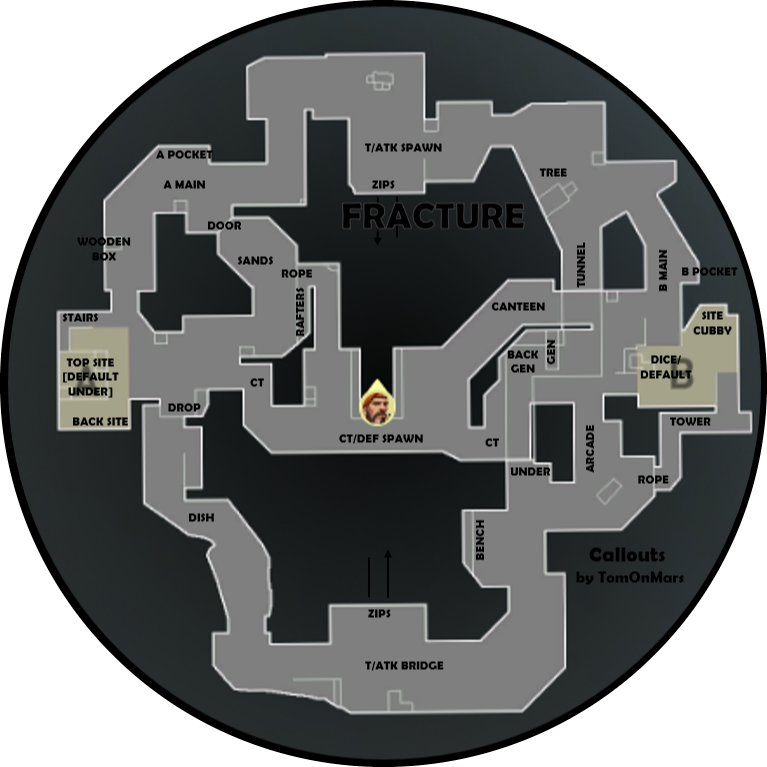 T/ATK SPAWN
A POCKET
A MAIN
ZIPS
TREE
FRACTURE
DOOR
WOODEN
BOX
SANDS
ROPE
TUNNEL
B MAIN
B POCKET
RAFTERS
CANTEEN
STAIRS
SITE
CUBBY
TOP SITE
[DEFAULT
UNDER]
A
BACK
GEN
GEN
DICE/
DEFAULT
B
CT
DROP
BACK SITE
CT/DEF SPAWN
CT
TOWER
ARCADE
UNDER
ROPE
DISH
BENCH
Callouts
by TomOnMars
ZIPS
T/ATK BRIDGE